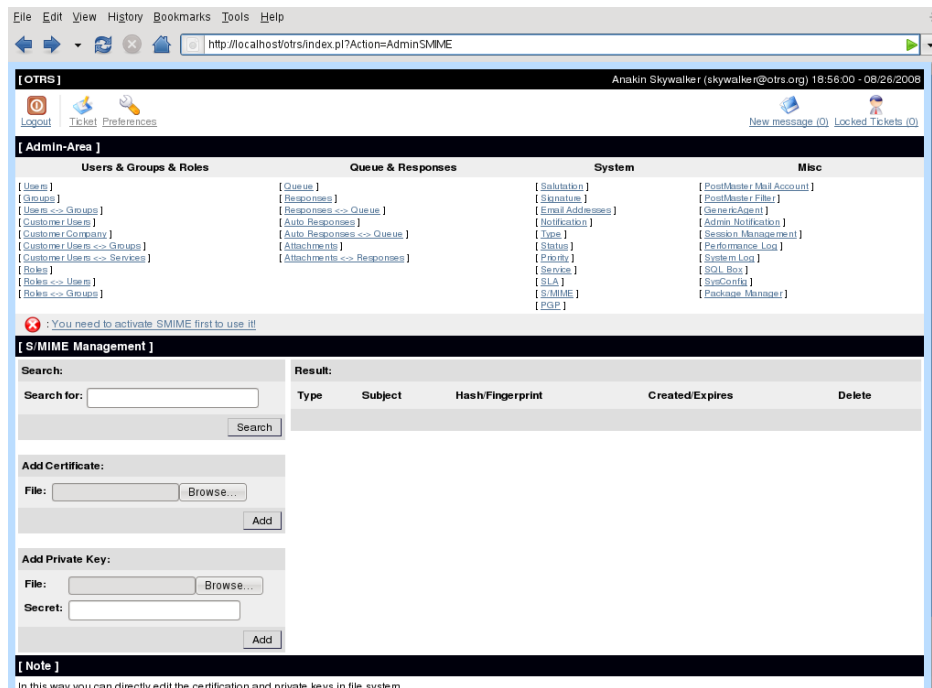 File Edit View History Bookmarks Tools Help
http://localhost/otrs/index.pl?Action=AdminSMIME
[ OTRS ] Anakin Skywalker (skywalker@otrs.org) 18:56:00 - 08/26/2008
Logout Ticket Preferences New message (0) Locked Tickets (0)
[ Admin-Area ]
Users & Groups & Roles Queue & Responses System Misc
[ Users ] [ Queue ] [ Salutation ] [ PostMaster Mail Account ]
[ Groups ] [ Responses ] [ Signature ] [ PostMaster Filter ]
[ Users <-> Groups ] [ Responses <-> Queue ] [ Email Addresses ] [ GenericAgent ]
[ Customer Users ] [ Auto Responses ] [ Notification ] [ Admin Notification ]
[ Customer Company ] [ Auto Responses <-> Queue ] [ Type ] [ Session Management ]
[ Customer Users <-> Groups ] [ Attachments ] [ Status ] [ Performance Log ]
[ Customer Users <-> Services ] [ Attachments <-> Responses ] [ Priority ] [ System Log ]
[ Roles ] [ Service ] [ SQL Box ]
[ Roles <-> Users ] [ SLA ] [ SysConfig ]
[ Roles <-> Groups ] [ S/MIME ] [ Package Manager ]
[ PGP ]
: You need to activate SMIME first to use it!
[ S/MIME Management ]
Search: Result:
Search for: Type Subject Hash/Fingerprint Created/Expires Delete
Search
Add Certificate:
File: Browse...
Add
Add Private Key:
File: Browse...
Secret:
Add
[ Note ]
In this way you can directly edit the certification and private keys in file system.